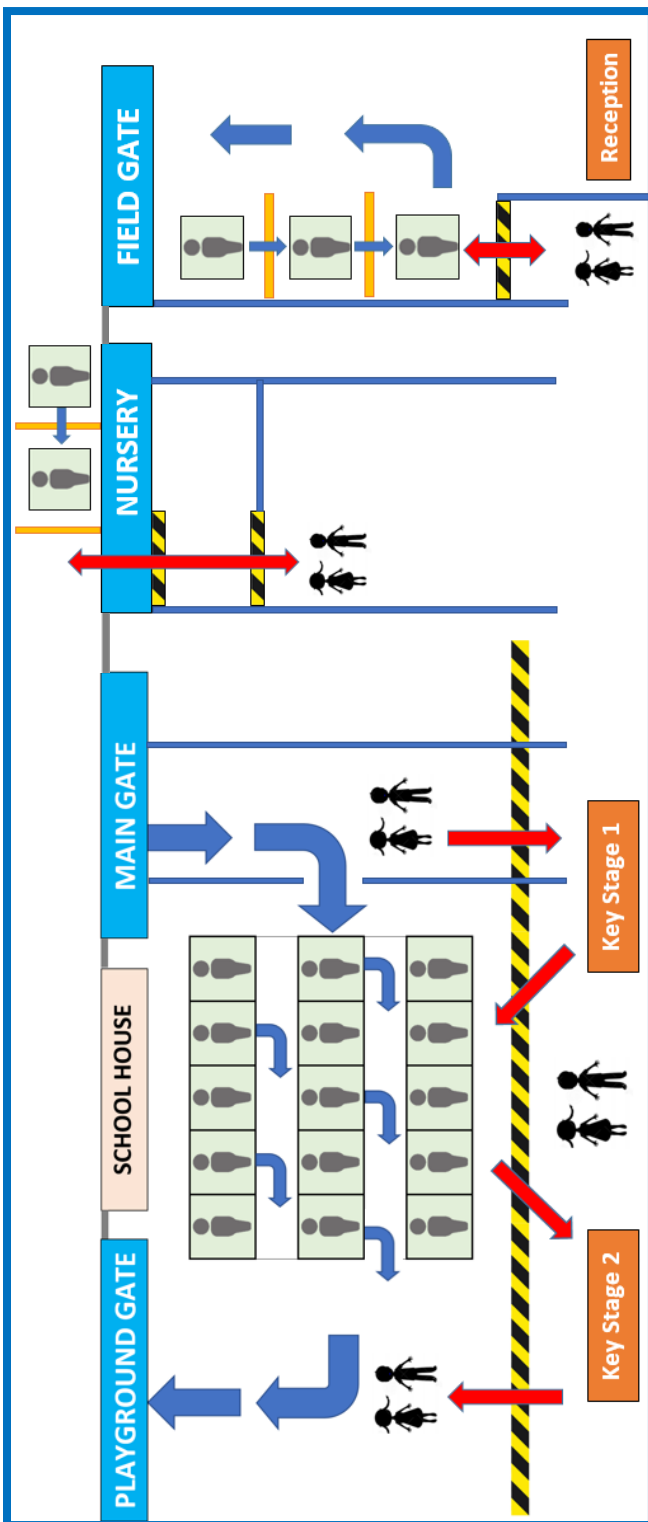 FIELD GATE
Reception
NURSERY
MAIN GATE
Key Stage 1
SCHOOL HOUSE
PLAYGROUND GATE
Key Stage 2